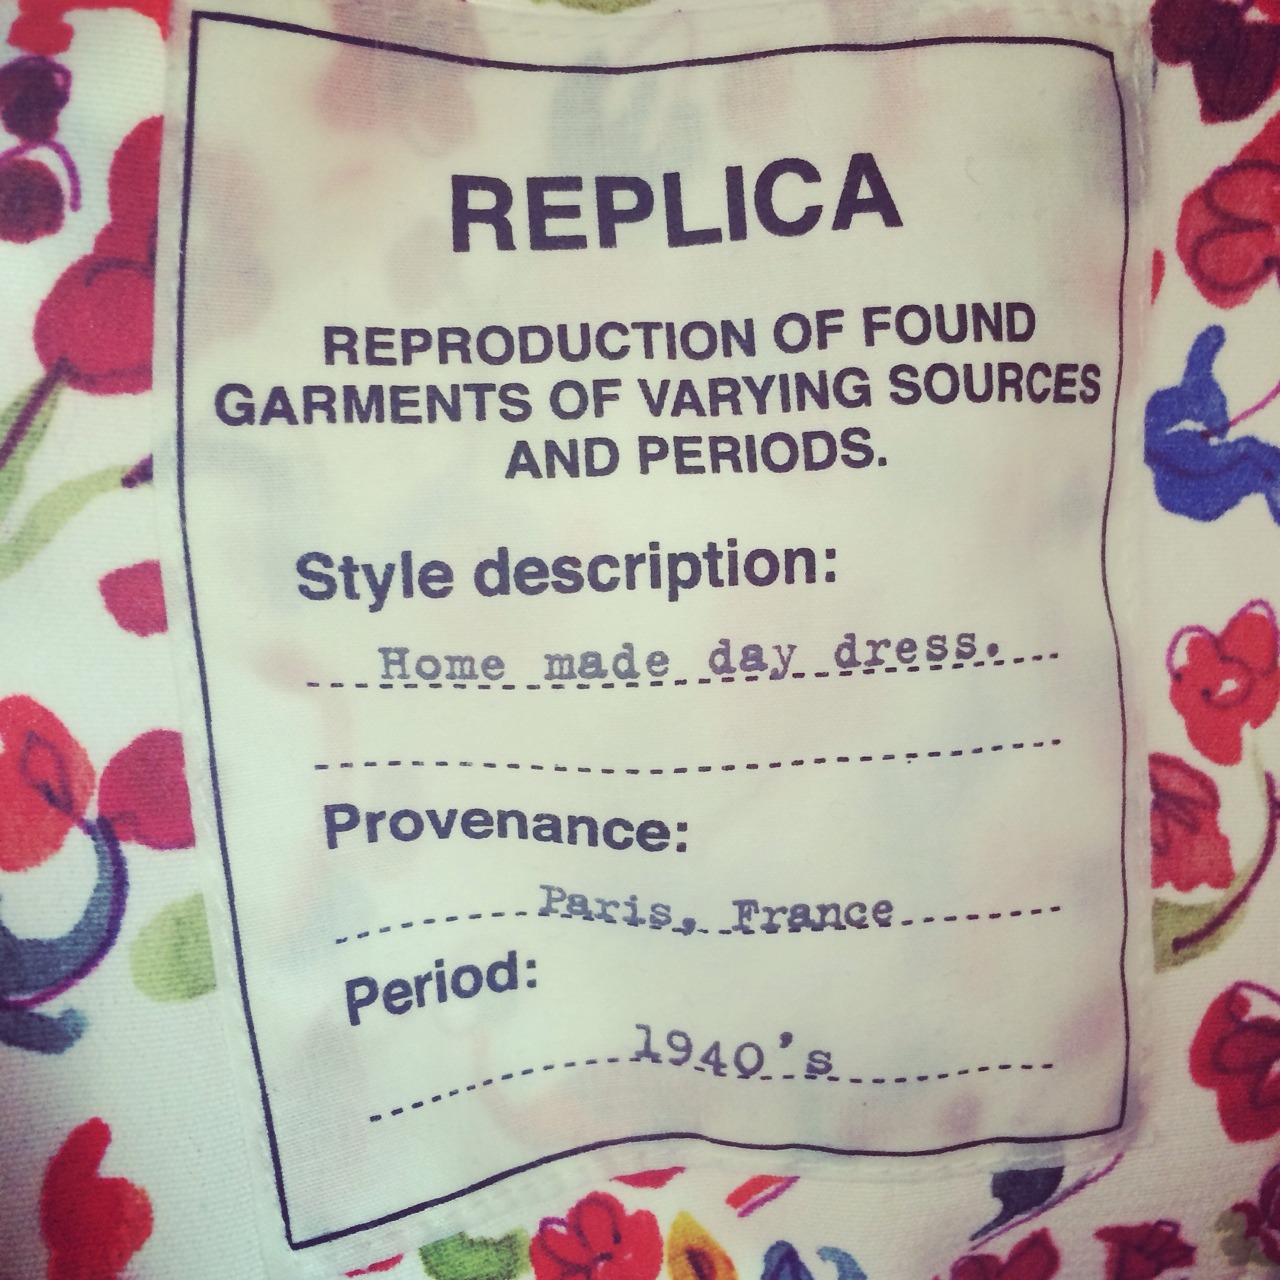 REPLICA
REPRODUCTION OF FOUND
GARMENTS OF VARYING SOURCES
AND PERIODS.
Style description:
Home made day dress.
Provenance:
Paris, France
Period:
1940's